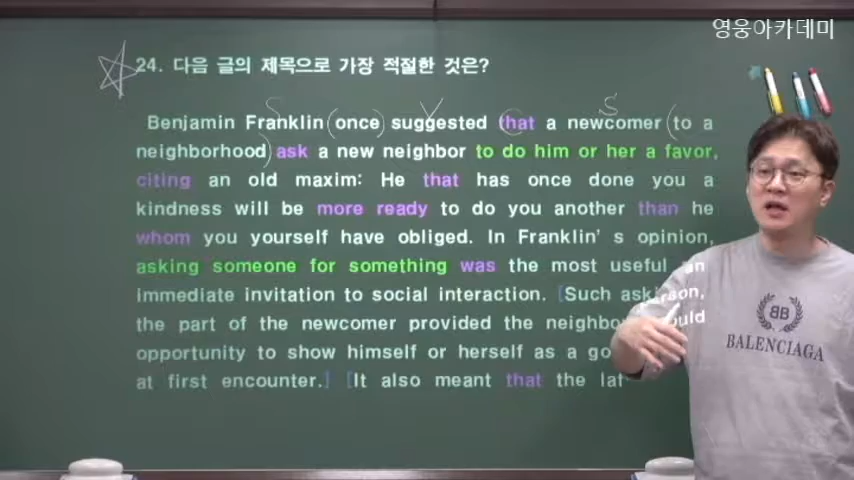 영웅아카데미
24. 다음 글의 제목으로 가장 적절한 것은?
S V S
Benjamin Franklin (once) suggested that a newcomer (to a
neighborhood) ask a new neighbor to do him or her a favor,
citing an old maxim: He that has once done you a
kindness will be more ready to do you another than he
whom you yourself have obliged. In Franklin's opinion,
asking someone for something was the most useful an
immediate invitation to social interaction. [Such
the part of the newcomer provided the
opportunity to show himself or herself as a
at first encounter.] [It also meant that the
BB
BALENCIAGA